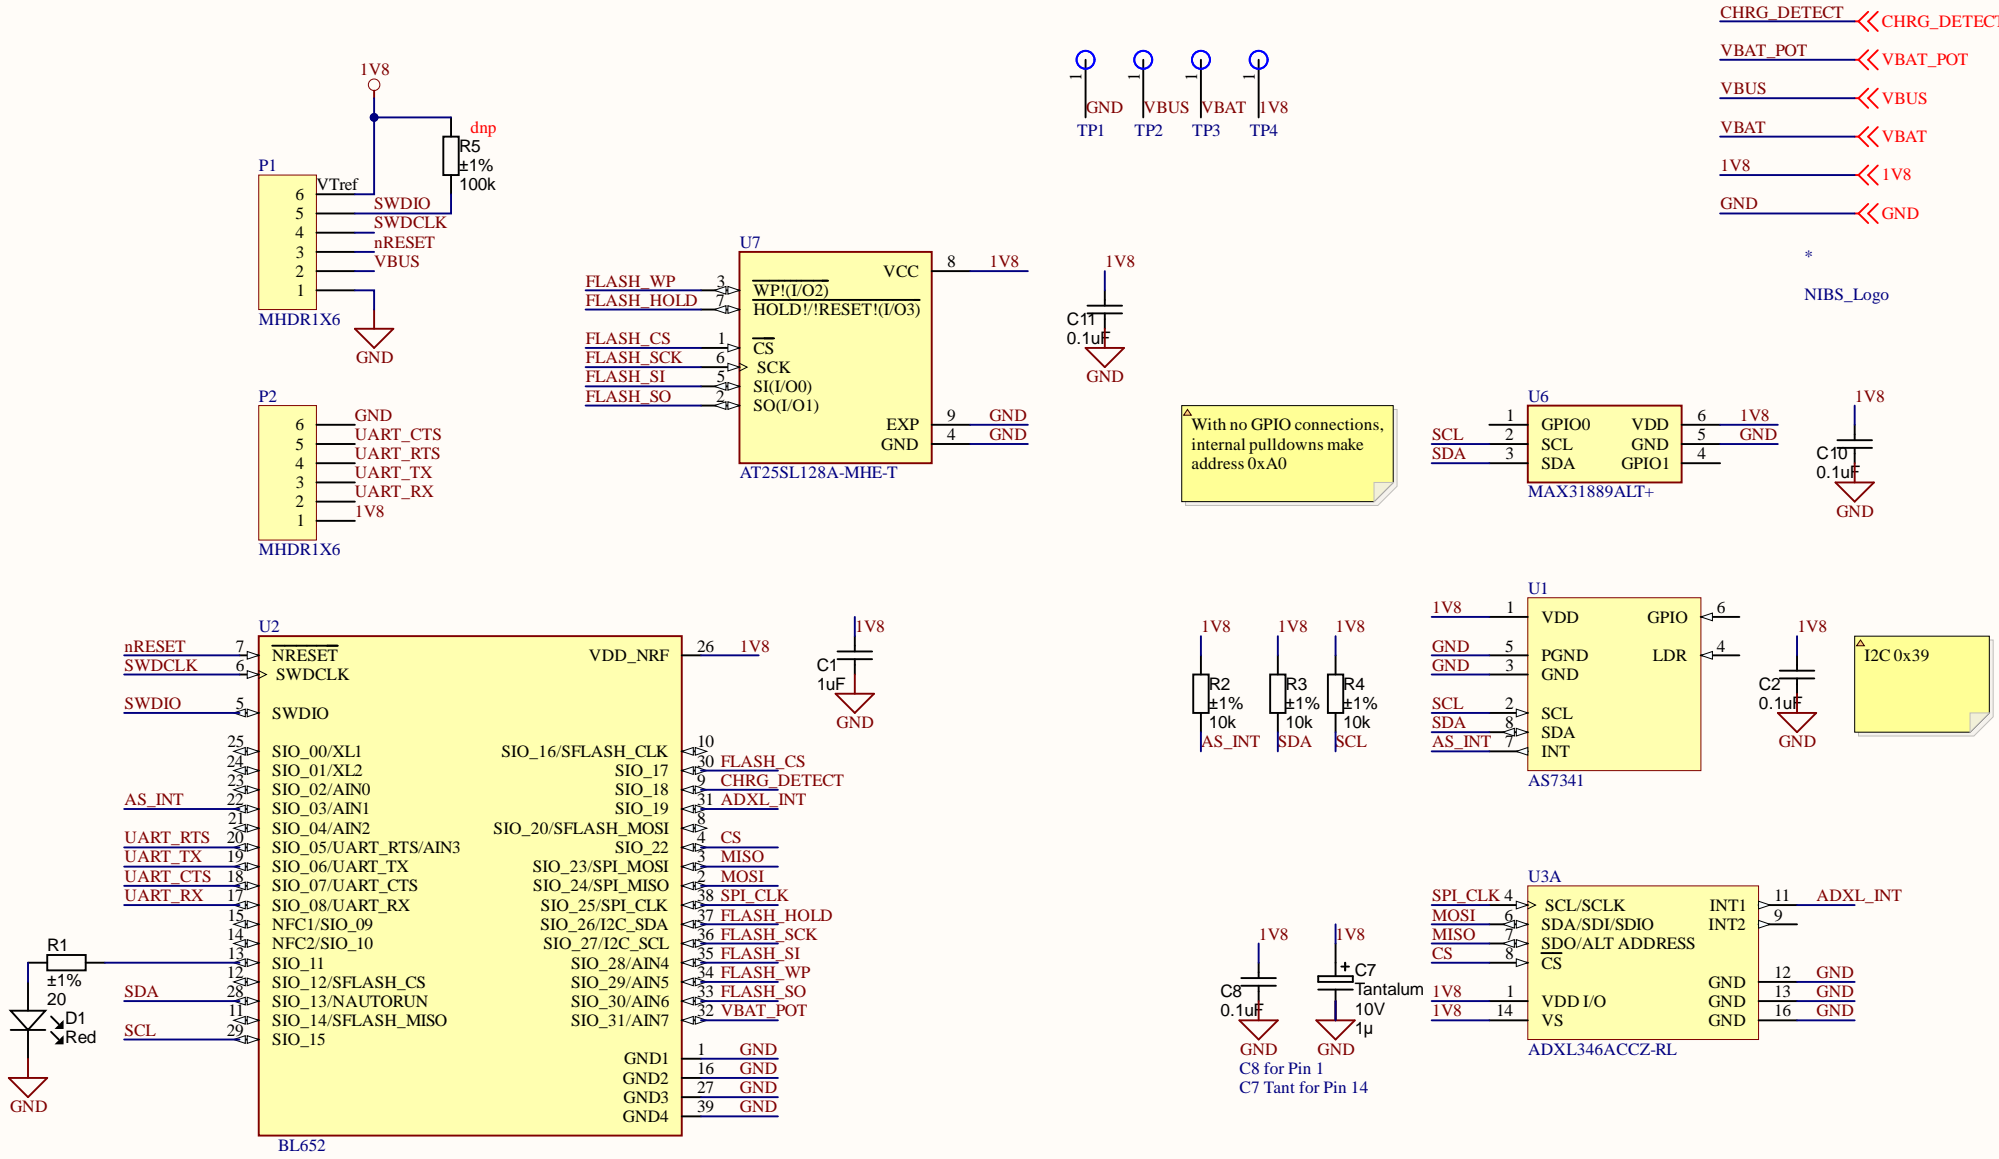 CHRG_DETECT
CHRG_DETECT
VBAT_POT
VBAT_POT
VBUS
VBUS
VBAT
VBAT
1V8
1V8
GND
GND
*
NIBS_Logo
1
GND
TP1
1
VBUS
TP2
1
VBAT
TP3
1
1V8
TP4
1V8
dnp
R5
±1%
100k
P1
VTref
6
5
SWDIO
4
SWDCLK
3
nRESET
2
VBUS
1
MHDR1X6
GND
P2
6
GND
5
UART_CTS
4
UART_RTS
3
UART_TX
2
UART_RX
1
1V8
MHDR1X6
U7
FLASH_WP 3 WP!(I/O2)
FLASH_HOLD 7 HOLD!/!RESET!(I/O3)
FLASH_CS 1 CS
FLASH_SCK 6 SCK
FLASH_SI 5 SI(I/O0)
FLASH_SO 2 SO(I/O1)
VCC 8 1V8
EXP 9 GND
GND 4 GND
AT25SL128A-MHE-T
1V8
C11
0.1uF
GND
With no GPIO connections,
internal pulldowns make
address 0xA0
U6
1 GPIO0
SCL 2 SCL
SDA 3 SDA
VDD 6 1V8
GND 5 GND
GPIO1 4
MAX31889ALT+
1V8
C10
0.1uF
GND
U2
nRESET 7 NRESET
SWDCLK 6 SWDCLK
SWDIO 5 SWDIO
25 SIO_00/XL1
24 SIO_01/XL2
23 SIO_02/AIN0
AS_INT 22 SIO_03/AIN1
21 SIO_04/AIN2
UART_RTS 20 SIO_05/UART_RTS/AIN3
UART_TX 19 SIO_06/UART_TX
UART_CTS 18 SIO_07/UART_CTS
UART_RX 17 SIO_08/UART_RX
15 NFC1/SIO_09
14 NFC2/SIO_10
13 SIO_11
12 SIO_12/SFLASH_CS
SDA 28 SIO_13/NAUTORUN
11 SIO_14/SFLASH_MISO
SCL 29 SIO_15
VDD_NRF 26 1V8
SIO_16/SFLASH_CLK 10
SIO_17 30 FLASH_CS
SIO_18 9 CHRG_DETECT
SIO_19 31 ADXL_INT
SIO_20/SFLASH_MOSI 8
SIO_22 4 CS
SIO_23/SPI_MOSI 3 MISO
SIO_24/SPI_MISO 2 MOSI
SIO_25/SPI_CLK 38 SPI_CLK
SIO_26/I2C_SDA 37 FLASH_HOLD
SIO_27/I2C_SCL 36 FLASH_SCK
SIO_28/AIN4 35 FLASH_SI
SIO_29/AIN5 34 FLASH_WP
SIO_30/AIN6 33 FLASH_SO
SIO_31/AIN7 32 VBAT_POT
GND1 1 GND
GND2 16 GND
GND3 27 GND
GND4 39 GND
BL652
R1
±1%
20
D1
Red
GND
1V8
C1
1uF
GND
1V8
R2
±1%
10k
AS_INT
1V8
R3
±1%
10k
SDA
1V8
R4
±1%
10k
SCL
U1
1V8 1 VDD
GND 5 PGND
GND 3 GND
SCL 2 SCL
SDA 8 SDA
AS_INT 7 INT
GPIO 6
LDR 4
AS7341
1V8
C2
0.1uF
GND
I2C 0x39
U3A
SPI_CLK 4 SCL/SCLK
MOSI 6 SDA/SDI/SDIO
MISO 7 SDO/ALT ADDRESS
CS 8 CS
1V8 1 VDD I/O
1V8 14 VS
INT1 11 ADXL_INT
INT2 9
GND 12 GND
GND 13 GND
GND 16 GND
ADXL346ACCZ-RL
1V8
C8
0.1uF
GND
1V8
+
C7
Tantalum
10V
1µ
GND
C8 for Pin 1
C7 Tant for Pin 14